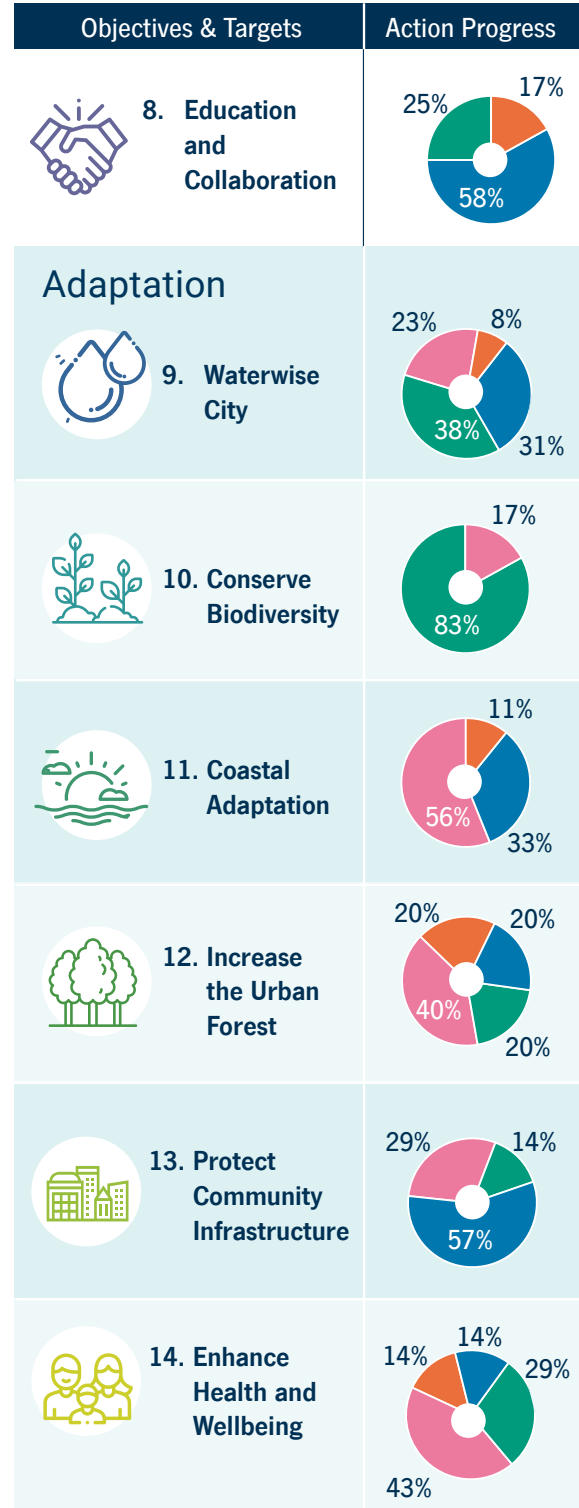 Objectives & Targets
Action Progress
8. Education
and
Collaboration
25%
17%
58%
Adaptation
9. Waterwise
City
23%
8%
38%
31%
10. Conserve
Biodiversity
17%
83%
11. Coastal
Adaptation
11%
56%
33%
12. Increase
the Urban
Forest
20%
20%
40%
20%
13. Protect
Community
Infrastructure
29%
14%
57%
14. Enhance
Health and
Wellbeing
14%
14%
29%
43%